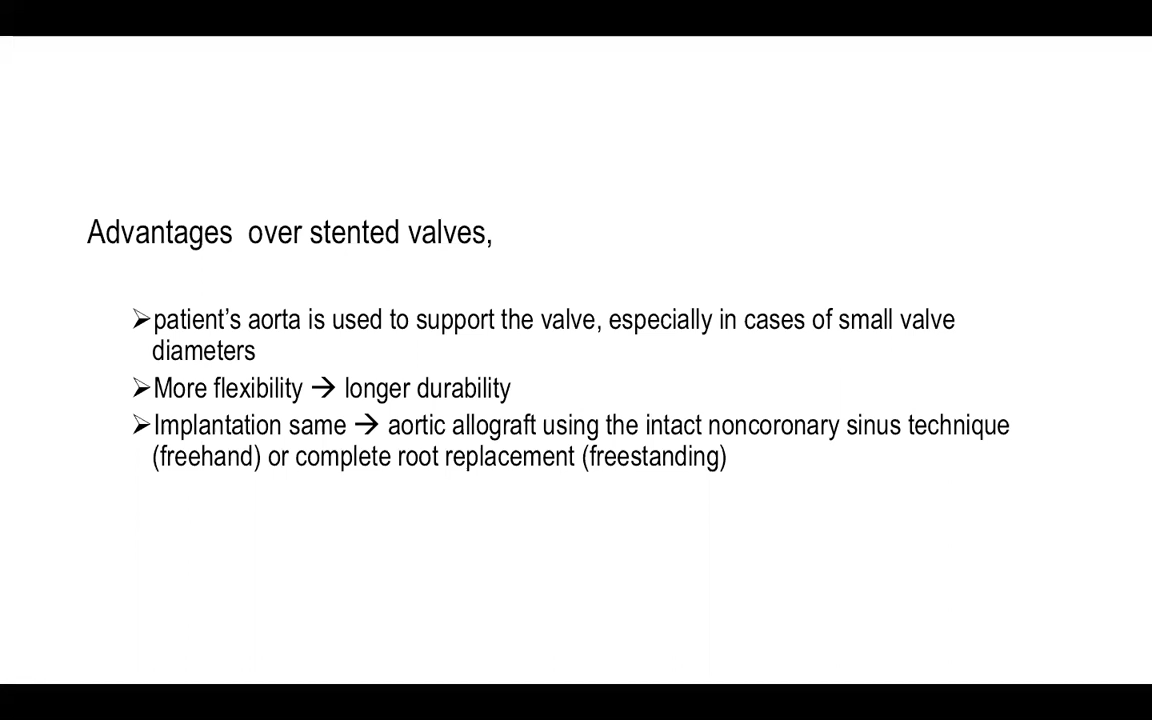 Advantages  over stented valves,
➢patient’s aorta is used to support the valve, especially in cases of small valve
diameters
➢More flexibility → longer durability
➢Implantation same → aortic allograft using the intact noncoronary sinus technique
(freehand) or complete root replacement (freestanding)